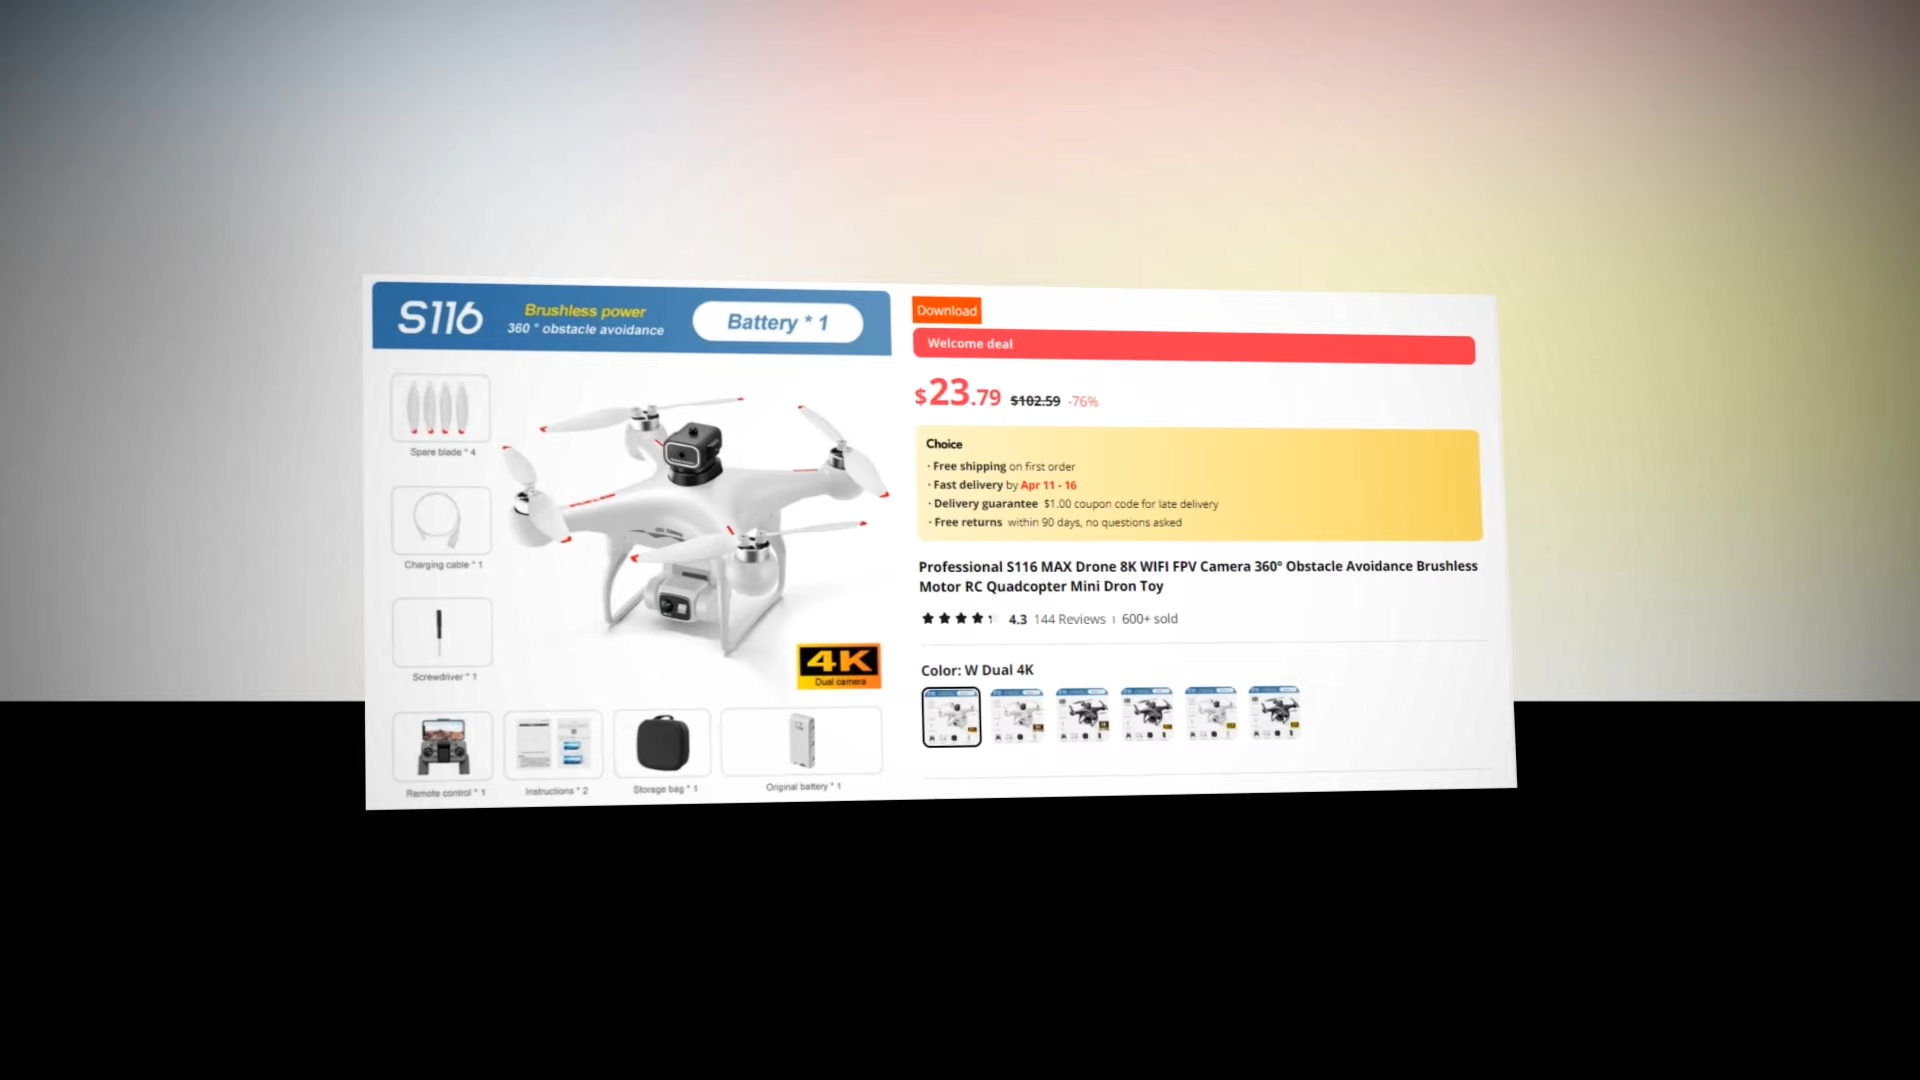 S116
Brushless power
360 ° obstacle avoidance
Battery * 1
Spare blade * 4
Charging cable * 1
Screwdriver * 1
4K
Dual camera
Remote control * 1
Instructions * 2
Storage bag * 1
Original battery * 1
Download
Welcome deal
$23.79 $102.59 -76%
Choice
· Free shipping on first order
· Fast delivery by Apr 11 - 16
· Delivery guarantee $1.00 coupon code for late delivery
· Free returns within 90 days, no questions asked
Professional S116 MAX Drone 8K WIFI FPV Camera 360° Obstacle Avoidance Brushless
Motor RC Quadcopter Mini Dron Toy
4.3 144 Reviews | 600+ sold
Color: W Dual 4K